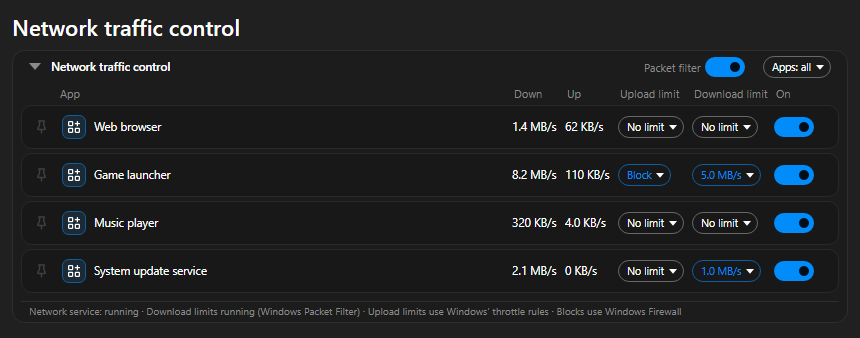 Network traffic control
Network traffic control Packet filter Apps: all
App Down Up Upload limit Download limit On
Web browser 1.4 MB/s 62 KB/s No limit No limit
Game launcher 8.2 MB/s 110 KB/s Block 5.0 MB/s
Music player 320 KB/s 4.0 KB/s No limit No limit
System update service 2.1 MB/s 0 KB/s No limit 1.0 MB/s
Network service: running · Download limits running (Windows Packet Filter) · Upload limits use Windows' throttle rules · Blocks use Windows Firewall